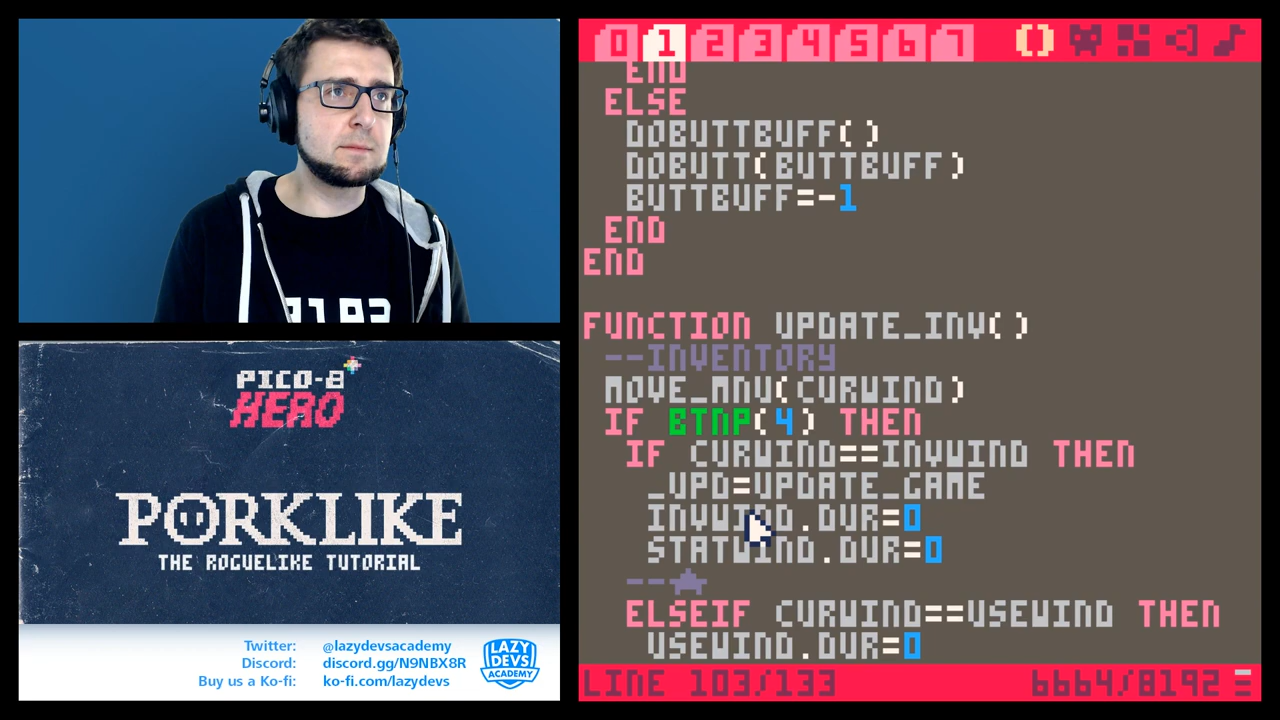 8192
PICO-8
HERO
PORKLIKE
THE ROGUELIKE TUTORIAL
Twitter: @lazydevsacademy
Discord: discord.gg/N9NBX8R
Buy us a Ko-fi: ko-fi.com/lazydevs
LAZY
DEVS
ACADEMY
0 1 2 3 4 5 6 7 ()
END
ELSE
DOBUTTBUFF()
DOBUTT(BUTTBUFF)
BUTTBUFF=-1
END
END
FUNCTION UPDATE_INV()
--INVENTORY
MOVE_MNU(CURWIND)
IF BTNP(4) THEN
IF CURWIND==INVWIND THEN
_UPD=UPDATE_GAME
INVWIND.DUR=0
STATWIND.DUR=0
--
ELSEIF CURWIND==USEWIND THEN
USEWIND.DUR=0
LINE 103/133 6664/8192